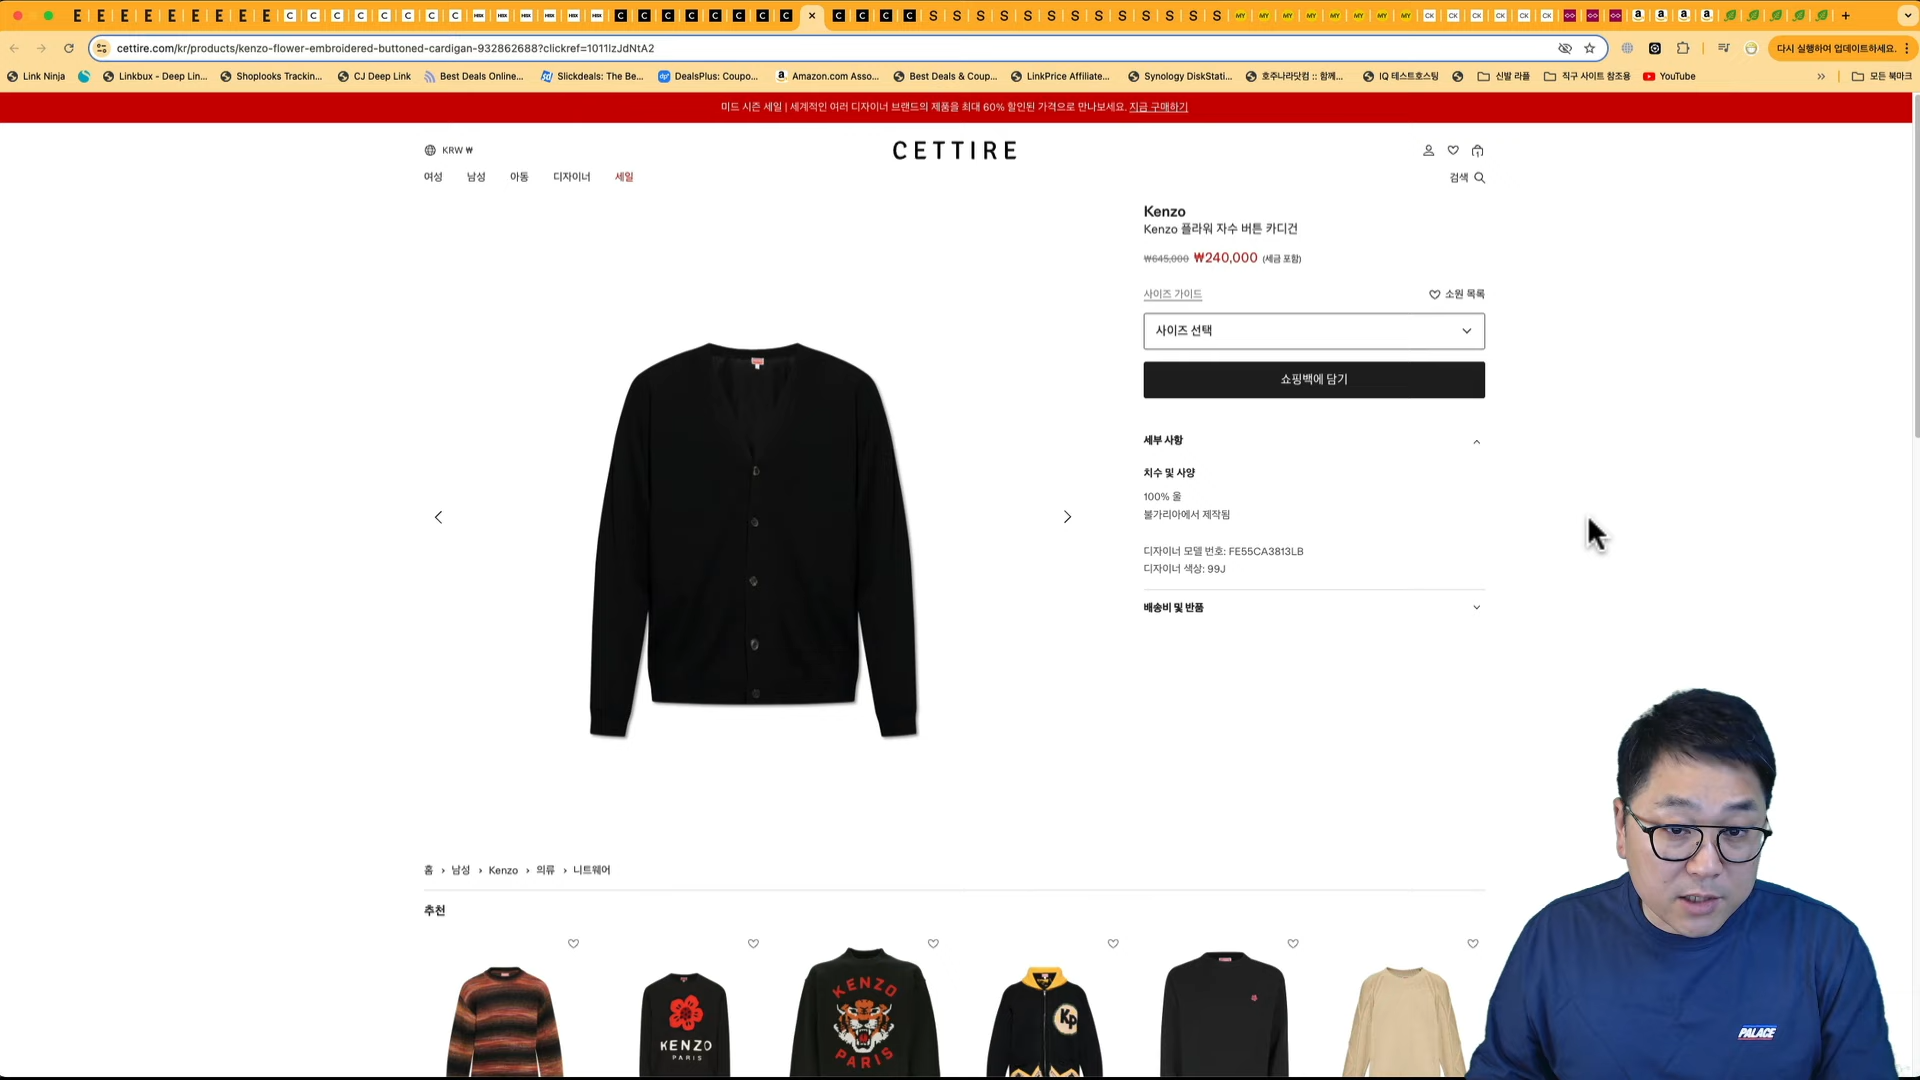 cettire.com/kr/products/kenzo-flower-embroidered-buttoned-cardigan-932862688?clickref=1011lzJdNtA2
다시 실행하여 업데이트하세요.
Link Ninja
Linkbux - Deep Lin...
Shoplooks Trackin...
CJ Deep Link
Best Deals Online...
Slickdeals: The Be...
DealsPlus: Coupo...
Amazon.com Asso...
Best Deals & Coup...
LinkPrice Affiliate...
Synology DiskStati...
호주나라닷컴 :: 함께...
IQ 테스트호스팅
신발 라플
직구 사이트 참조용
YouTube
모든 북마크
미드 시즌 세일 | 세계적인 여러 디자이너 브랜드의 제품을 최대 60% 할인된 가격으로 만나보세요. 지금 구매하기
KRW ₩
CETTIRE
여성 남성 아동 디자이너 세일
검색
Kenzo
Kenzo 플라워 자수 버튼 카디건
₩645,000 ₩240,000 (세금 포함)
사이즈 가이드
소원 목록
사이즈 선택
쇼핑백에 담기
세부 사항
치수 및 사양
100% 울
불가리아에서 제작됨
디자이너 모델 번호: FE55CA3813LB
디자이너 색상: 99J
배송비 및 반품
홈 › 남성 › Kenzo › 의류 › 니트웨어
추천
KENZO
PARIS
KENZO
PARIS
Kp
PALACE